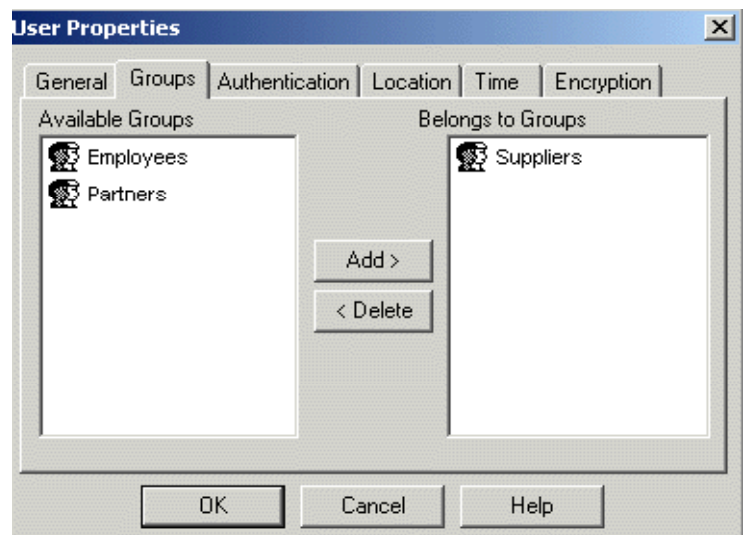 User Properties
General Groups Authentication Location Time Encryption
Available Groups Belongs to Groups
Employees Suppliers
Partners
Add >
< Delete
OK Cancel Help